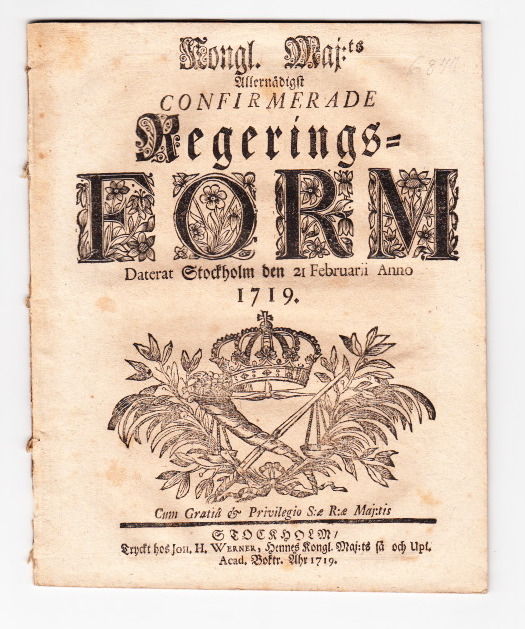 Kongl. Maj:ts
Allernådigst
CONFIRMERADE
Regerings=
FORM
Daterat Stockholm den 21 Februarii Anno
1719.
Cum Gratiâ & Privilegio S:æ R:æ Maj:tis
STOCKHOLM/
Tryckt hos Joh. H. WERNER, Hennes Kongl. Maj:ts så och Upl.
Acad. Boktr. Åhr 1719.